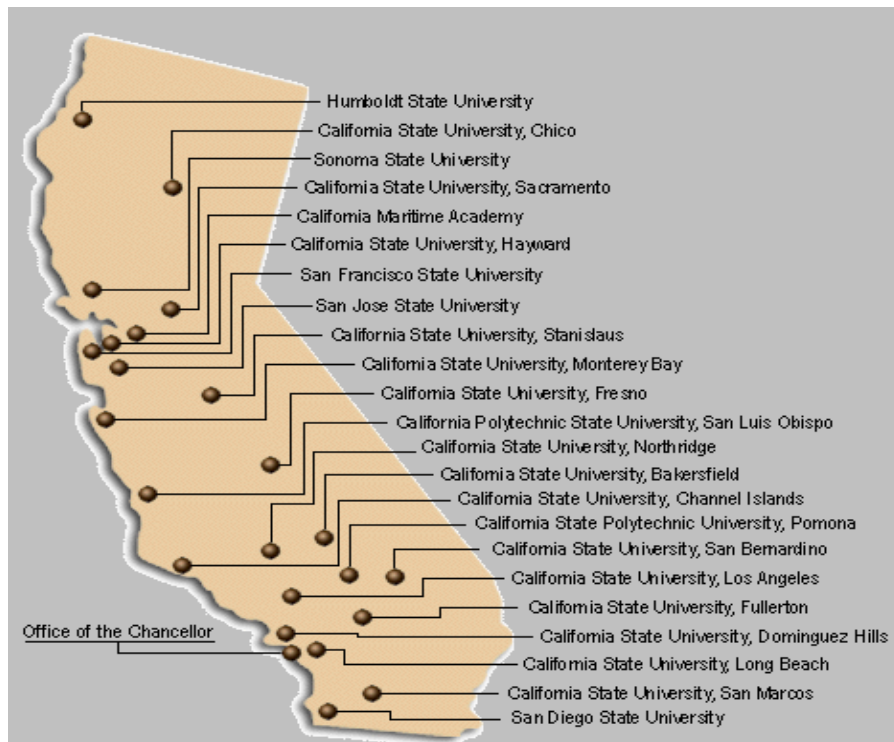 Humboldt State University
California State University, Chico
Sonoma State University
California State University, Sacramento
California Maritime Academy
California State University, Hayward
San Francisco State University
San Jose State University
California State University, Stanislaus
California State University, Monterey Bay
California State University, Fresno
California Polytechnic State University, San Luis Obispo
California State University, Northridge
California State University, Bakersfield
California State University, Channel Islands
California State Polytechnic University, Pomona
California State University, San Bernardino
California State University, Los Angeles
California State University, Fullerton
Office of the Chancellor
California State University, Dominguez Hills
California State University, Long Beach
California State University, San Marcos
San Diego State University